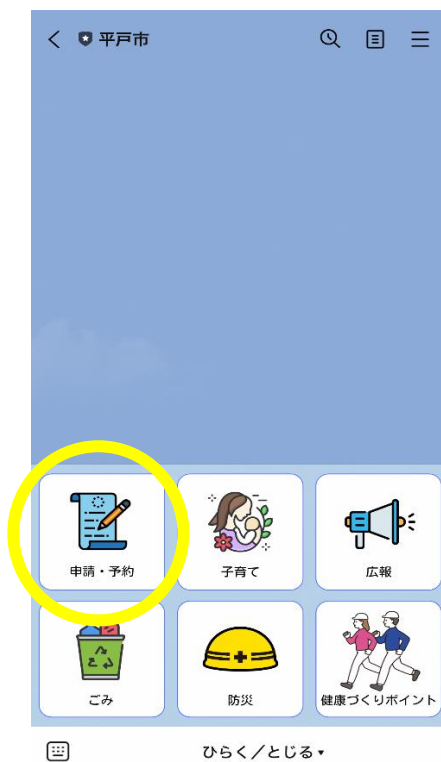 平戸市
申請・予約
子育て
広報
ごみ
防災
健康づくりポイント
ひらく／とじる▾